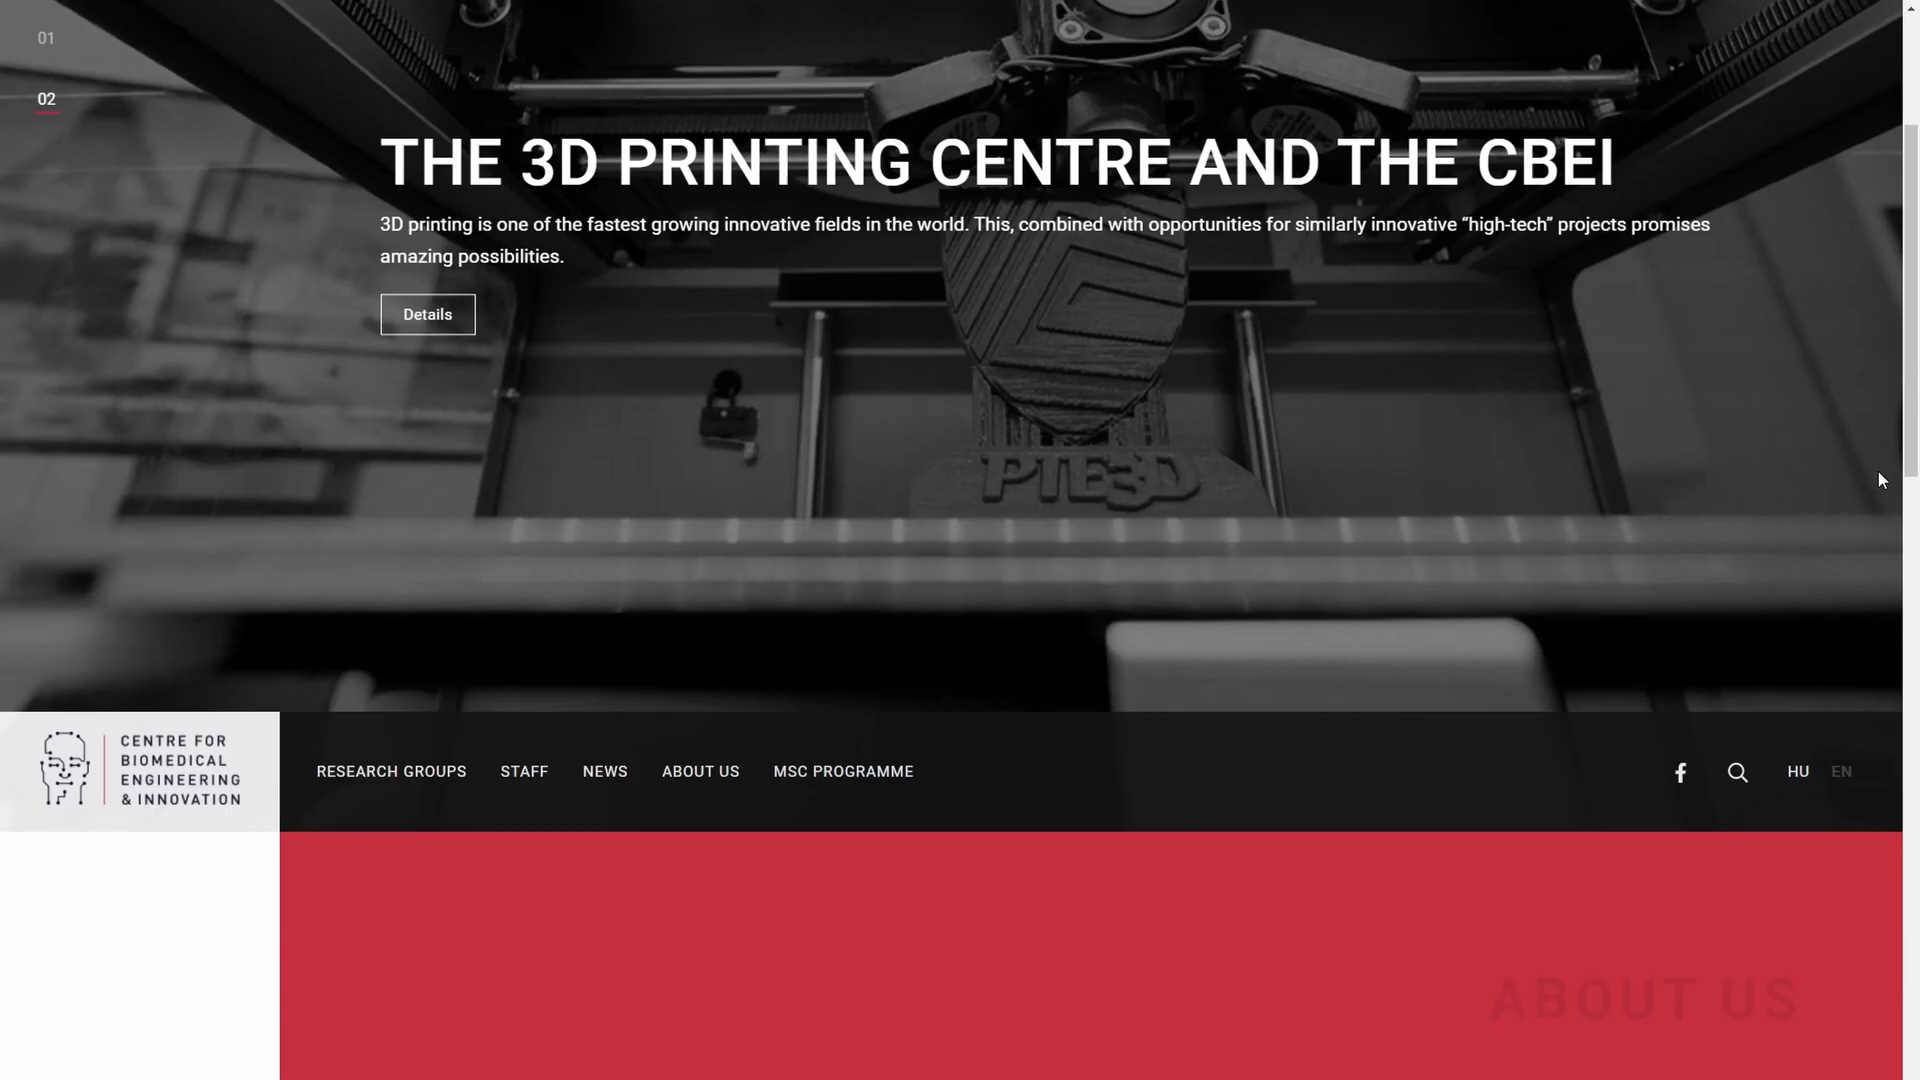 01
02
THE 3D PRINTING CENTRE AND THE CBEI
3D printing is one of the fastest growing innovative fields in the world. This, combined with opportunities for similarly innovative “high-tech” projects promises
amazing possibilities.
Details
PTE3D
CENTRE FOR
BIOMEDICAL
ENGINEERING
& INNOVATION
RESEARCH GROUPS
STAFF
NEWS
ABOUT US
MSC PROGRAMME
HU
EN
ABOUT US